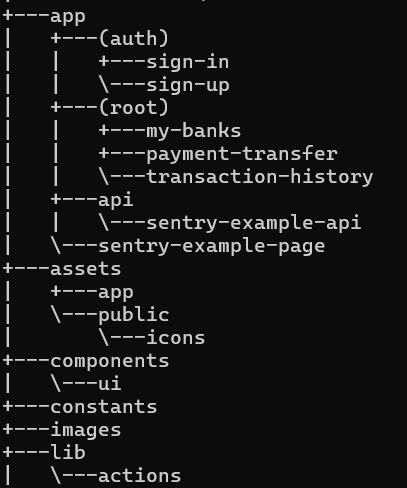 +---app
|   +---(auth)
|   |   +---sign-in
|   |   \---sign-up
|   +---(root)
|   |   +---my-banks
|   |   +---payment-transfer
|   |   \---transaction-history
|   +---api
|   |   \---sentry-example-api
|   \---sentry-example-page
+---assets
|   +---app
|   \---public
|       \---icons
+---components
|   \---ui
+---constants
+---images
+---lib
|   \---actions